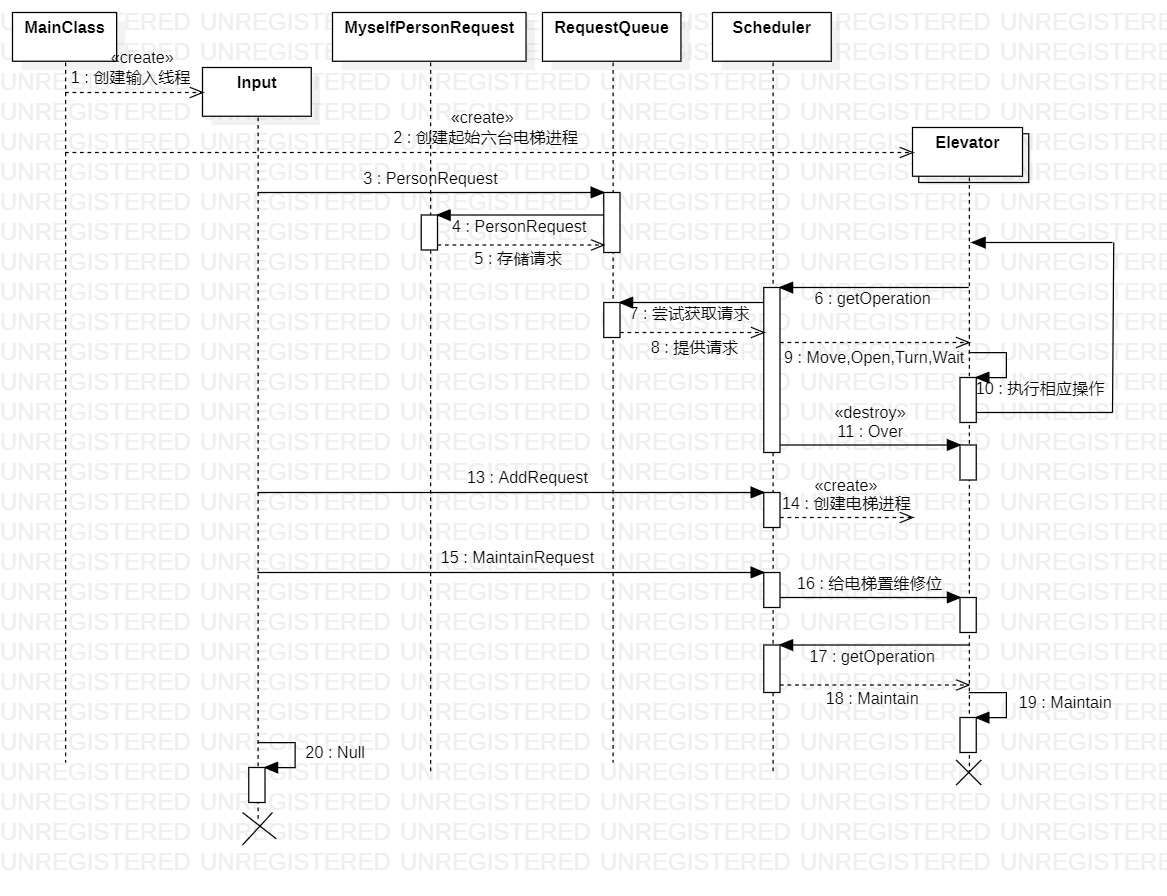 MainClass
MyselfPersonRequest
RequestQueue
Scheduler
«create»
1 : 创建输入线程
Input
«create»
2 : 创建起始六台电梯进程
Elevator
3 : PersonRequest
4 : PersonRequest
5 : 存储请求
6 : getOperation
7 : 尝试获取请求
8 : 提供请求
9 : Move,Open,Turn,Wait
10 : 执行相应操作
«destroy»
11 : Over
13 : AddRequest
«create»
14 : 创建电梯进程
15 : MaintainRequest
16 : 给电梯置维修位
17 : getOperation
18 : Maintain
19 : Maintain
20 : Null
UNREGISTERED